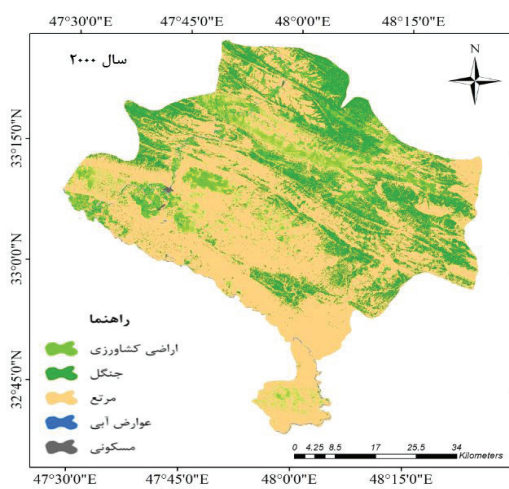 47°30'0"E 47°45'0"E 48°0'0"E 48°15'0"E
سال ۲۰۰۰
N
33°15'0"N
33°0'0"N
32°45'0"N
راهنما
اراضی کشاورزی
جنگل
مرتع
عوارض آبی
مسکونی
0 4.25 8.5 17 25.5 34
Kilometers
47°30'0"E 47°45'0"E 48°0'0"E 48°15'0"E